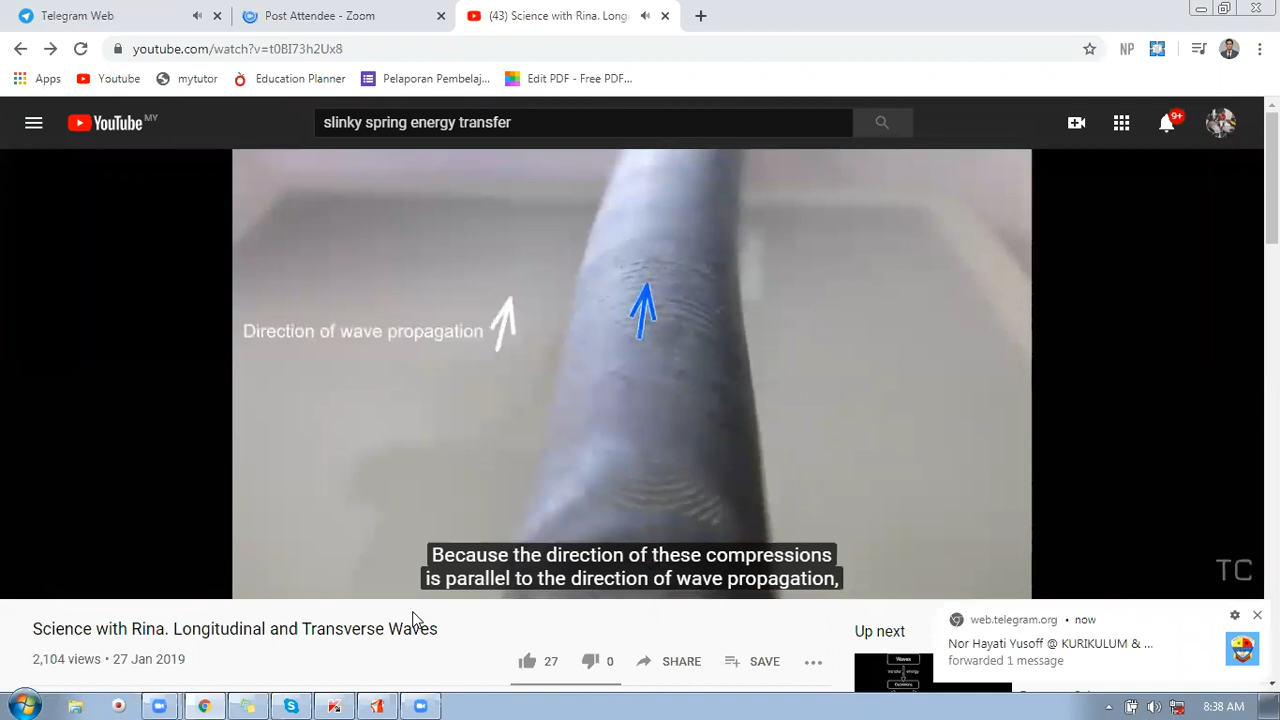 Telegram Web
Post Attendee - Zoom
(43) Science with Rina. Long
youtube.com/watch?v=t0BI73h2Ux8
NP
Apps
Youtube
mytutor
Education Planner
Pelaporan Pembelaj...
Edit PDF - Free PDF...
YouTube MY
slinky spring energy transfer
9+
Direction of wave propagation
Because the direction of these compressions
is parallel to the direction of wave propagation,
TC
Science with Rina. Longitudinal and Transverse Waves
2,104 views • 27 Jan 2019
27
0
SHARE
SAVE
Up next
Waves
transfer
energy
web.telegram.org • now
Nor Hayati Yusoff @ KURIKULUM & ...
forwarded 1 message
8:38 AM